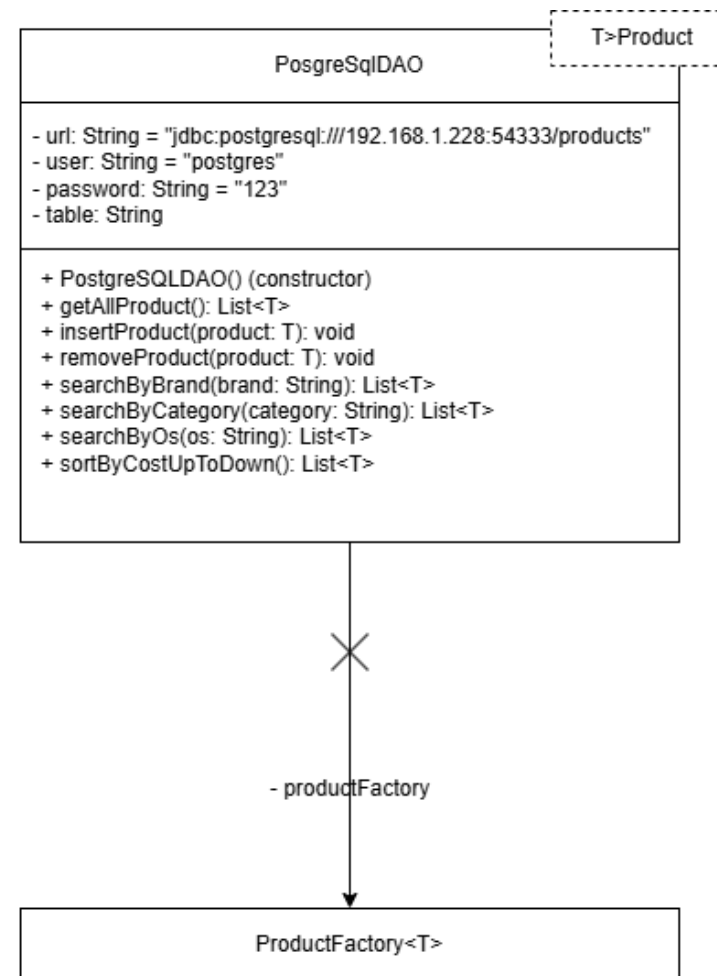 T>Product
PosgreSqlDAO
- url: String = "jdbc:postgresql:///192.168.1.228:54333/products"
- user: String = "postgres"
- password: String = "123"
- table: String
+ PostgreSQLDAO() (constructor)
+ getAllProduct(): List<T>
+ insertProduct(product: T): void
+ removeProduct(product: T): void
+ searchByBrand(brand: String): List<T>
+ searchByCategory(category: String): List<T>
+ searchByOs(os: String): List<T>
+ sortByCostUpToDown(): List<T>
- productFactory
ProductFactory<T>